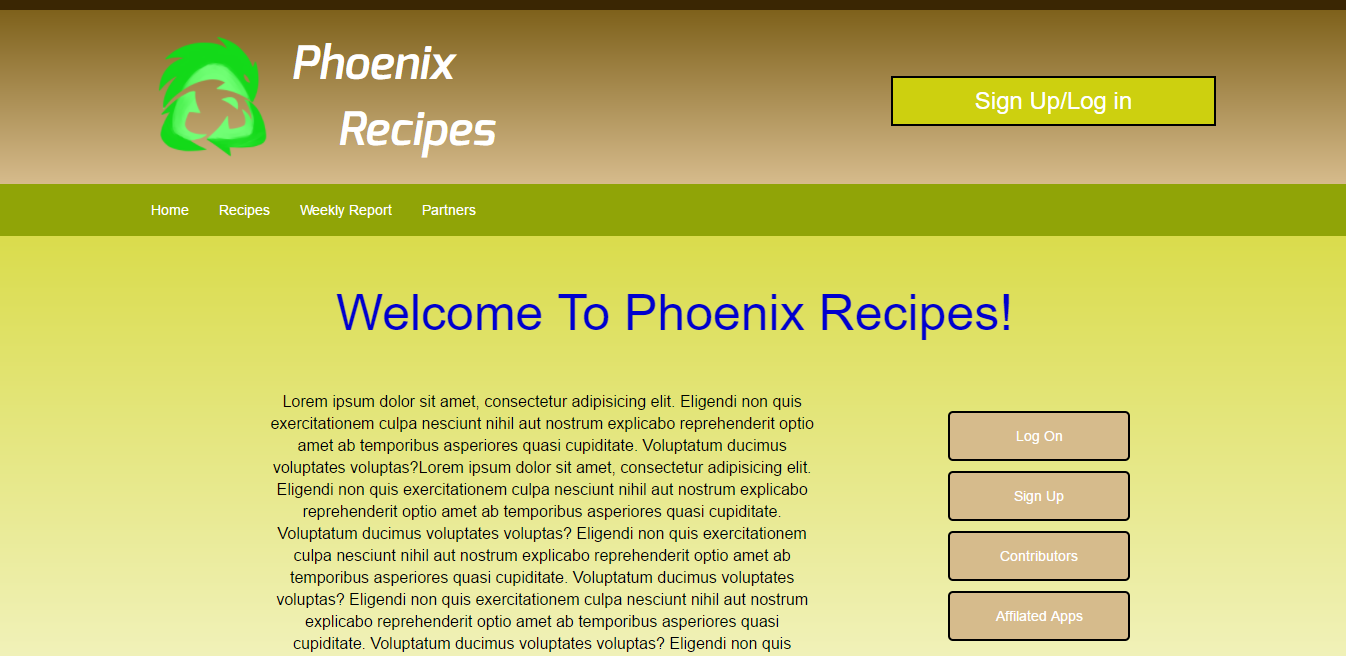 Phoenix
Recipes
Sign Up/Log in
Home Recipes Weekly Report Partners
Welcome To Phoenix Recipes!
Lorem ipsum dolor sit amet, consectetur adipisicing elit. Eligendi non quis
exercitationem culpa nesciunt nihil aut nostrum explicabo reprehenderit optio
amet ab temporibus asperiores quasi cupiditate. Voluptatum ducimus
voluptates voluptas?Lorem ipsum dolor sit amet, consectetur adipisicing elit.
Eligendi non quis exercitationem culpa nesciunt nihil aut nostrum explicabo
reprehenderit optio amet ab temporibus asperiores quasi cupiditate.
Voluptatum ducimus voluptates voluptas? Eligendi non quis exercitationem
culpa nesciunt nihil aut nostrum explicabo reprehenderit optio amet ab
temporibus asperiores quasi cupiditate. Voluptatum ducimus voluptates
voluptas? Eligendi non quis exercitationem culpa nesciunt nihil aut nostrum
explicabo reprehenderit optio amet ab temporibus asperiores quasi
cupiditate. Voluptatum ducimus voluptates voluptas? Eligendi non quis
Log On
Sign Up
Contributors
Affilated Apps